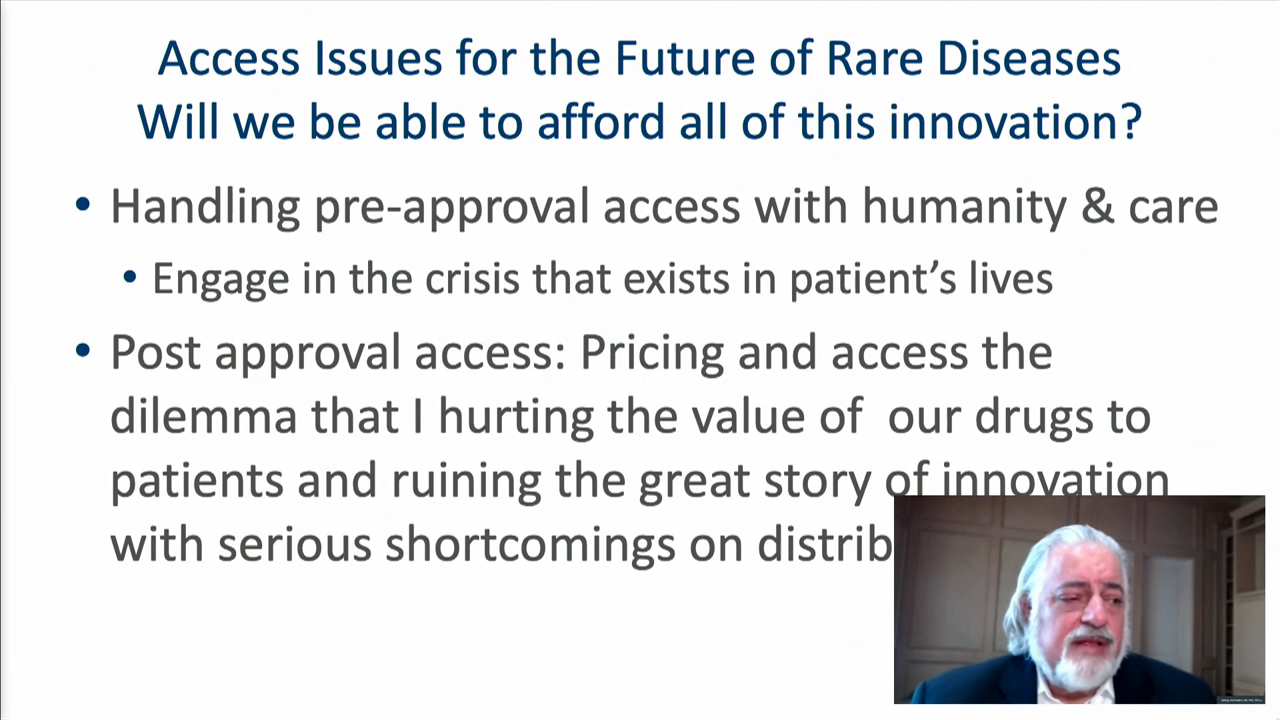 Access Issues for the Future of Rare Diseases
Will we be able to afford all of this innovation?
• Handling pre-approval access with humanity & care
• Engage in the crisis that exists in patient’s lives
• Post approval access: Pricing and access the
dilemma that I hurting the value of  our drugs to
patients and ruining the great story of innovation
with serious shortcomings on distrib